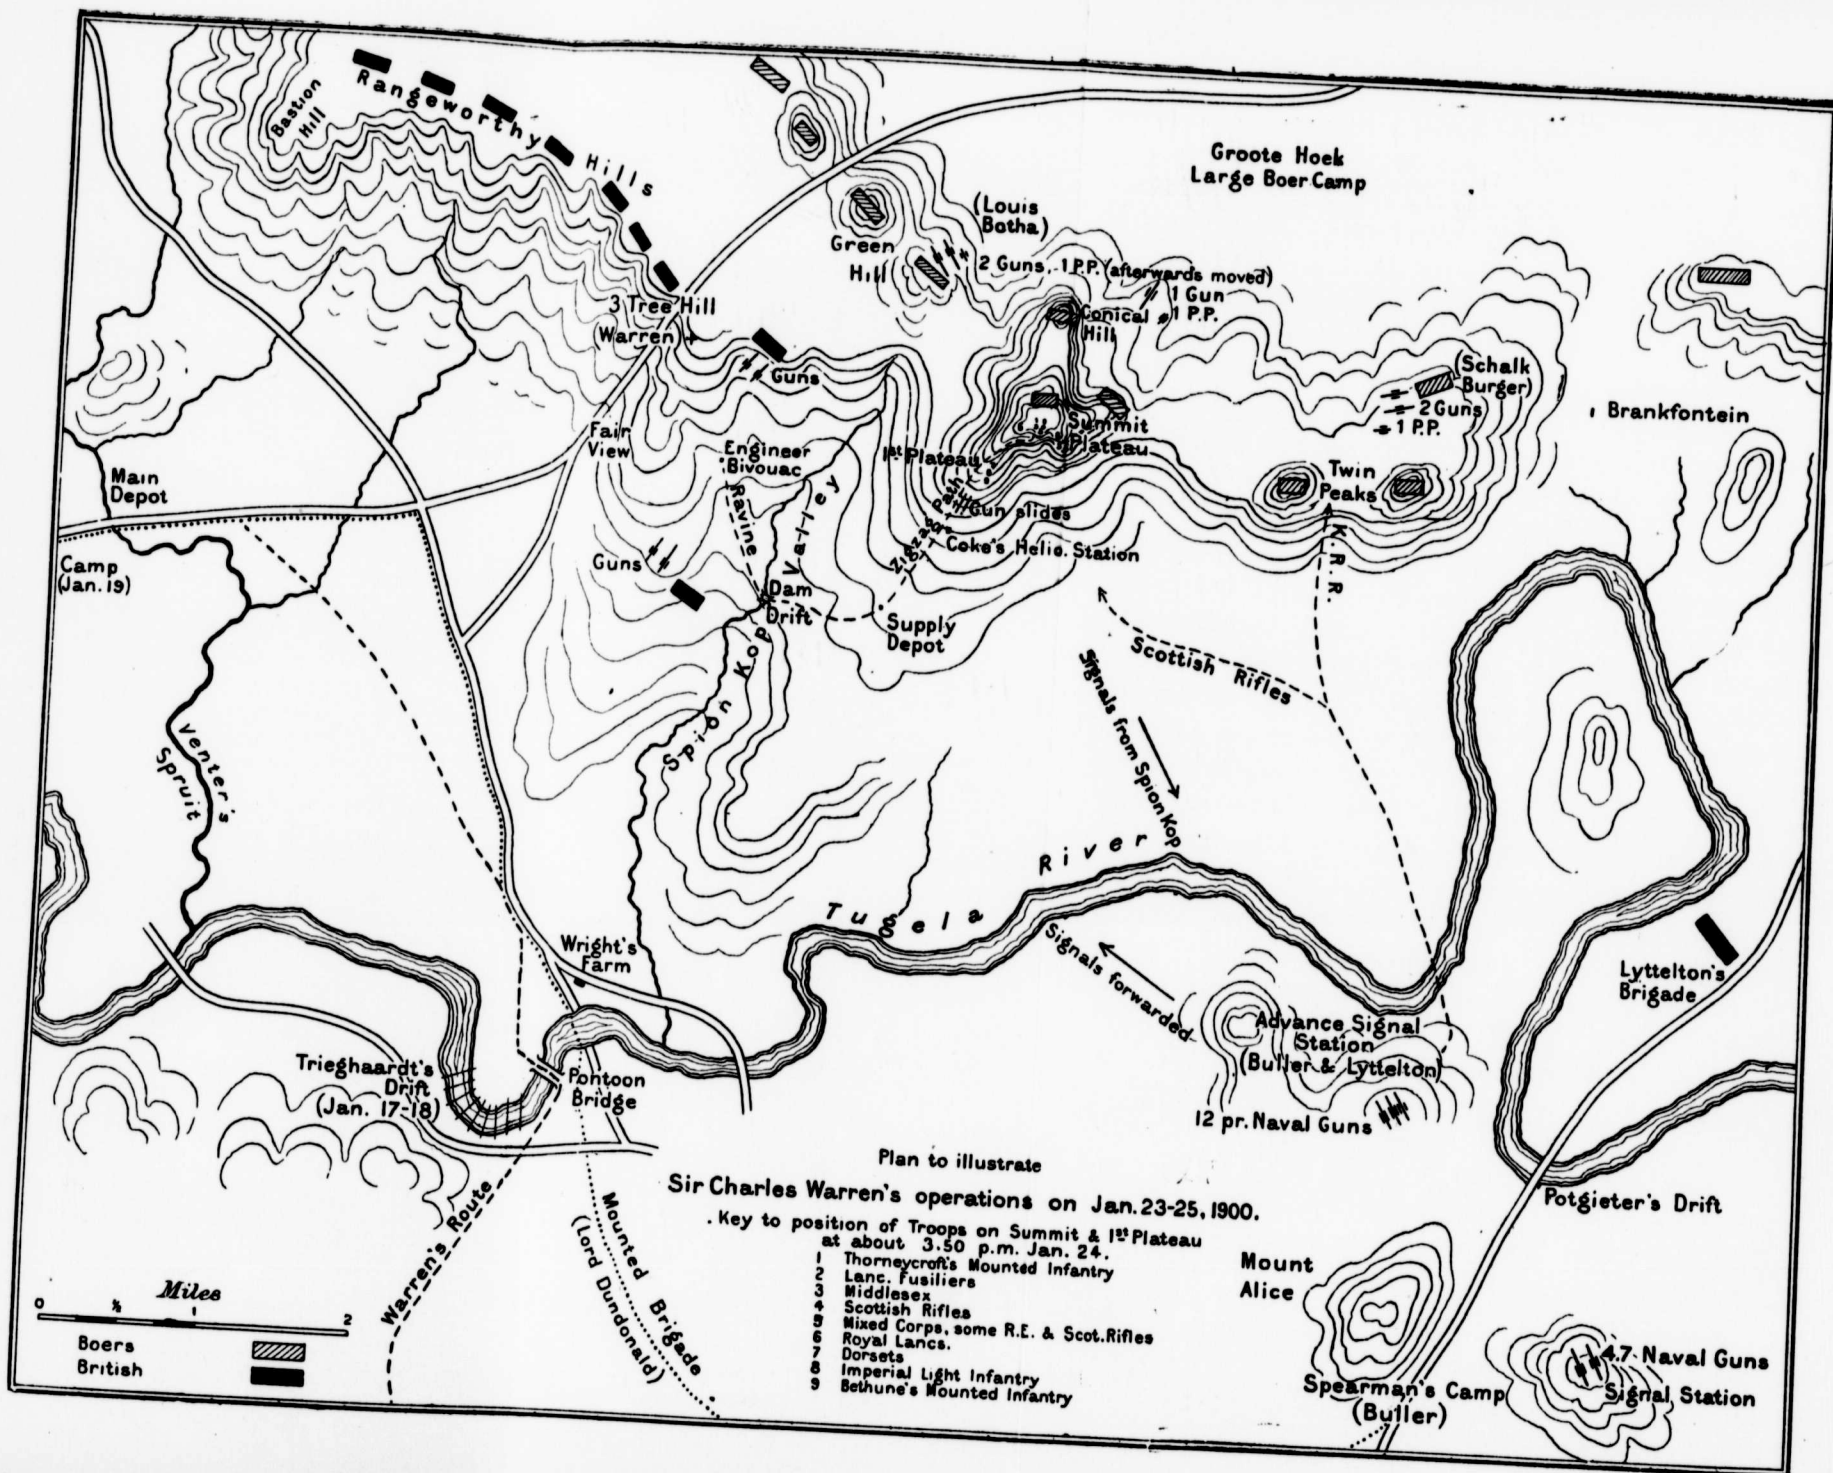 Bastion
Hill
Rangeworthy Hills
Groote Hoek
Large Boer Camp
(Louis
Botha)
Green
Hill
2 Guns, 1 P.P. (afterwards moved)
1 Gun
1 P.P.
Conical
Hill
3 Tree Hill
Warren
Guns
(Schalk
Burger)
2 Guns
1 P.P.
Brankfontein
Summit
Plateau
1st Plateau
Fair
View
Engineer
Bivouac
Main
Depot
Twin
Peaks
Ravine
Zigzag Path
Gun slides
Coke's Helio. Station
K.R.R.
Guns
Camp
(Jan. 19)
Dam
Drift
Supply
Depot
Spion Kop Valley
Scottish Rifles
Signals from Spion Kop
Venter's
Spruit
Tugela River
Wright's
Farm
Signals forwarded
Lyttelton's
Brigade
Advance Signal
Station
(Buller & Lyttelton)
12 pr. Naval Guns
Trieghaardt's
Drift
(Jan. 17-18)
Pontoon
Bridge
Potgieter's Drift
Warren's Route
Mounted Brigade
(Lord Dundonald)
Plan to illustrate
Sir Charles Warren's operations on Jan. 23-25, 1900.
Key to position of Troops on Summit & 1st Plateau
at about 3.50 p.m. Jan. 24.
1 Thorneycroft's Mounted Infantry
2 Lanc. Fusiliers
3 Middlesex
4 Scottish Rifles
5 Mixed Corps, some R.E. & Scot. Rifles
6 Royal Lancs.
7 Dorsets
8 Imperial Light Infantry
9 Bethune's Mounted Infantry
Mount
Alice
4.7 Naval Guns
Signal Station
Spearman's Camp
(Buller)
Miles
0 ½ 1 2
Boers
British